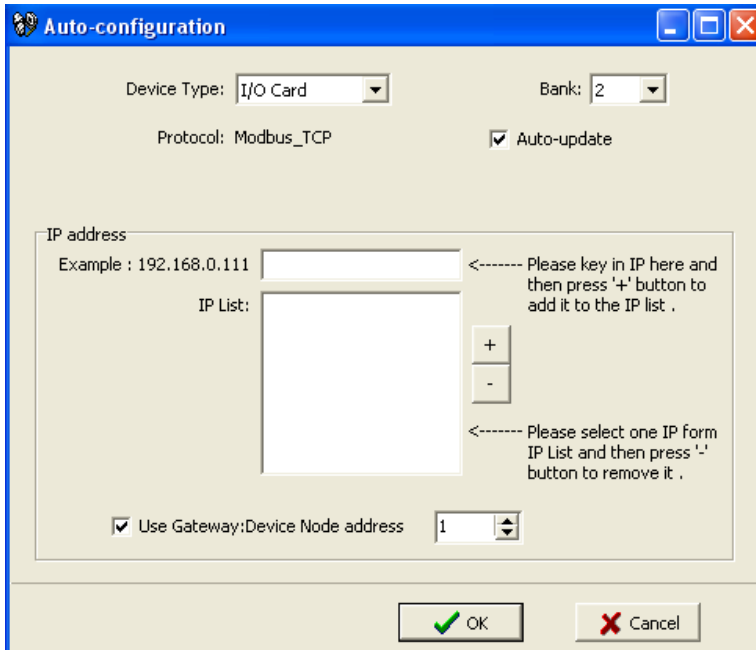 Auto-configuration
Device Type: I/O Card Bank: 2
Protocol: Modbus_TCP Auto-update
IP address
Example : 192.168.0.111 <------- Please key in IP here and
then press '+' button to
add it to the IP list .
IP List:
+
-
<------- Please select one IP form
IP List and then press '-'
button to remove it .
Use Gateway:Device Node address 1
OK Cancel